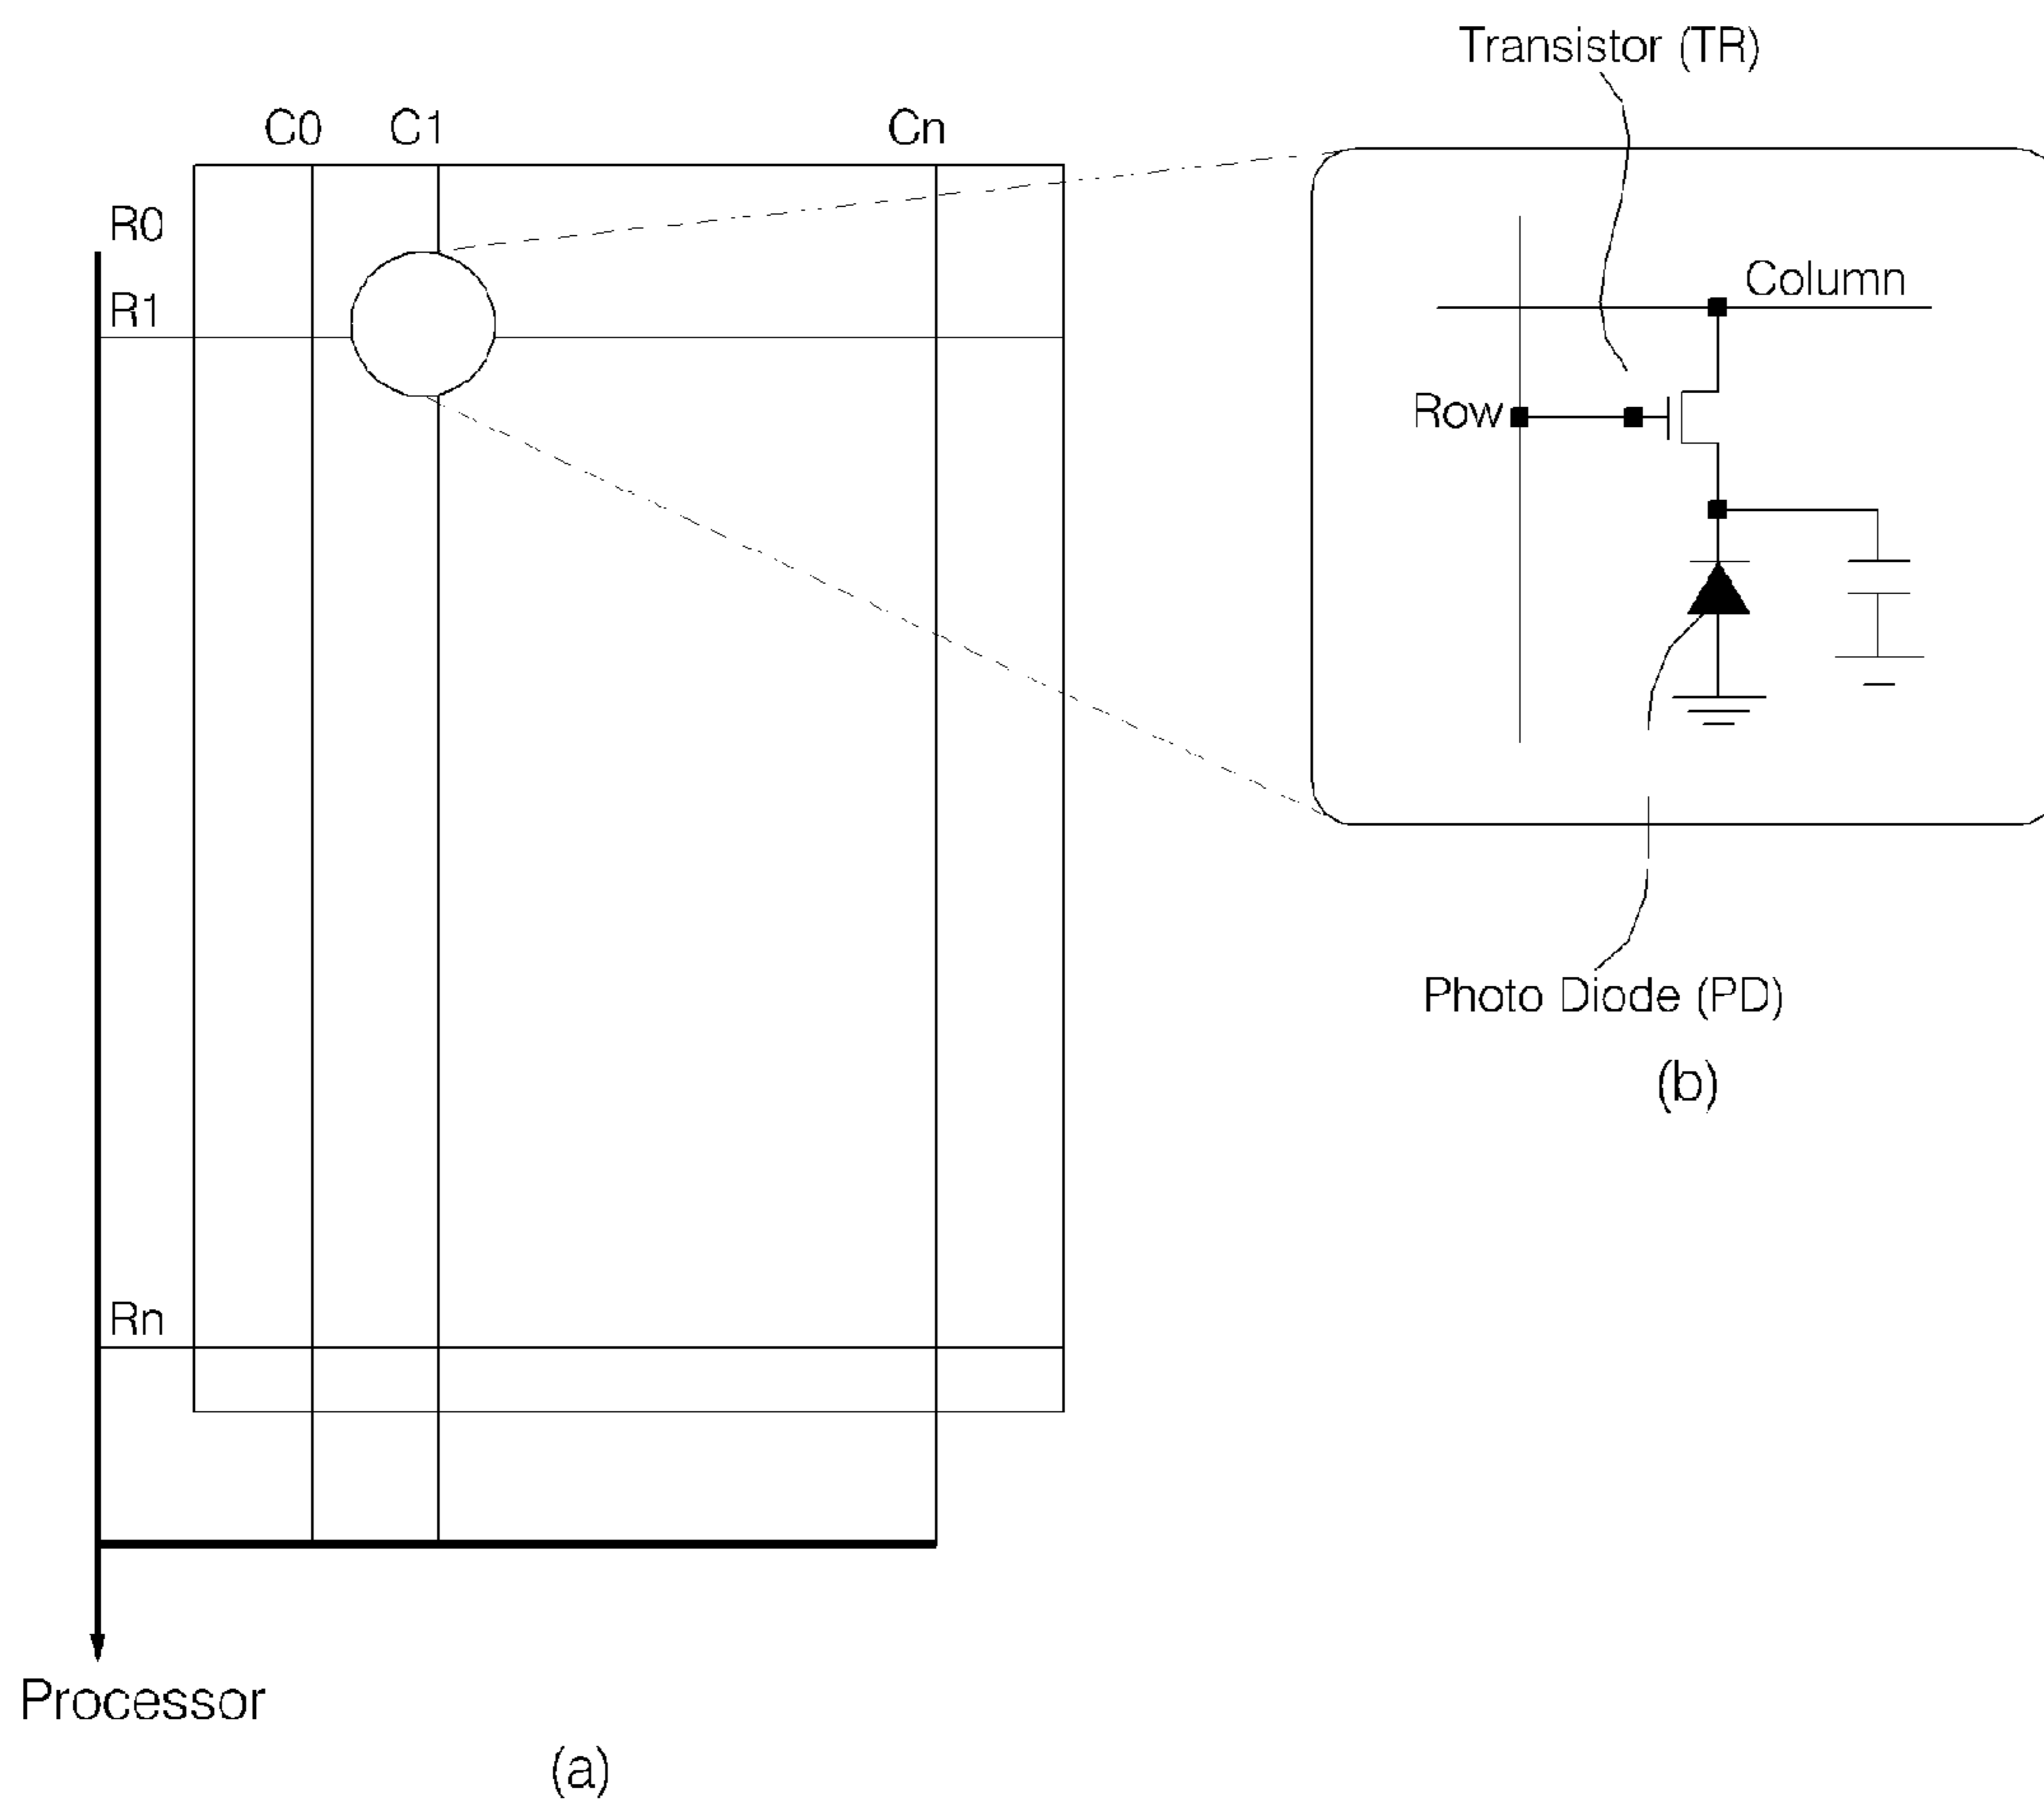 Transistor (TR)
C0
C1
Cn
R0
R1
Column
Row
Photo Diode (PD)
(b)
Rn
Processor
(a)